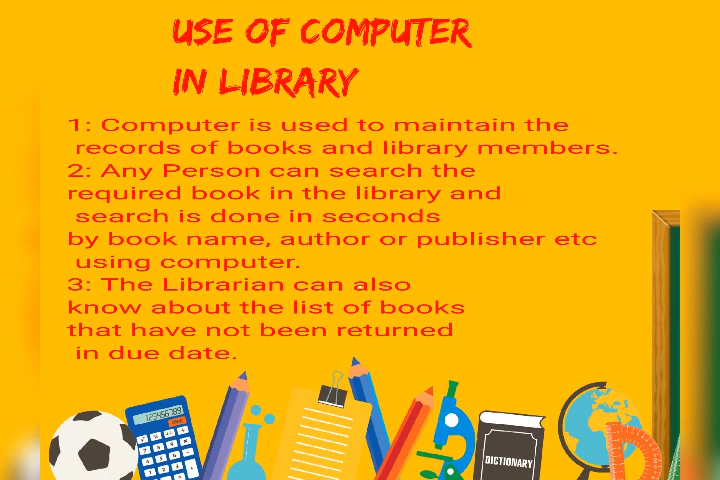 USE OF COMPUTER
IN LIBRARY
1: Computer is used to maintain the
records of books and library members.
2: Any Person can search the
required book in the library and
search is done in seconds
by book name, author or publisher etc
using computer.
3: The Librarian can also
know about the list of books
that have not been returned
in due date.
123456789
DICTIONARY